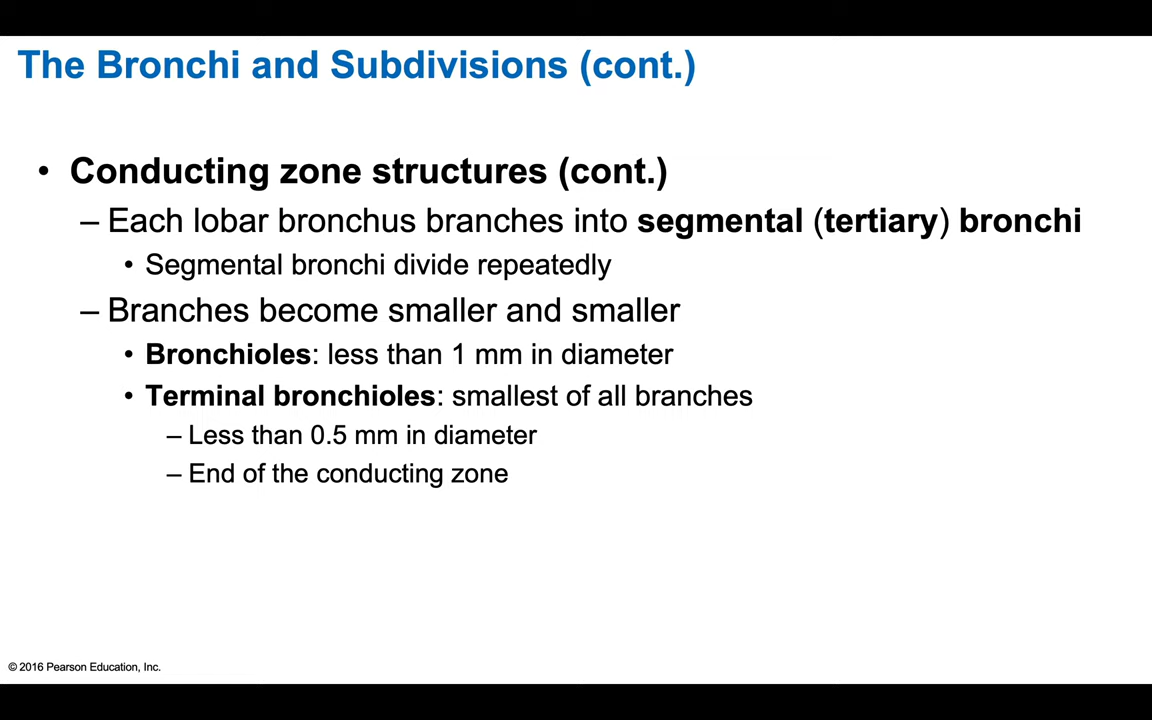 The Bronchi and Subdivisions (cont.)
• Conducting zone structures (cont.)
– Each lobar bronchus branches into segmental (tertiary) bronchi
• Segmental bronchi divide repeatedly
– Branches become smaller and smaller
• Bronchioles: less than 1 mm in diameter
• Terminal bronchioles: smallest of all branches
– Less than 0.5 mm in diameter
– End of the conducting zone
© 2016 Pearson Education, Inc.